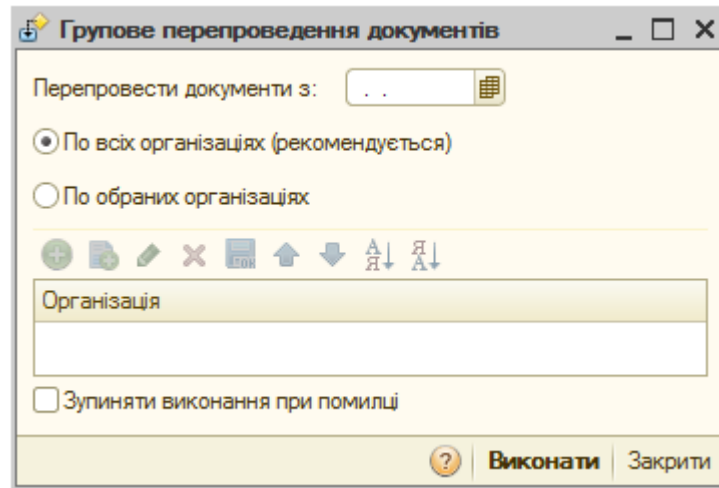 Групове перепроведення документів
Перепровести документи з: . .
По всіх організаціях (рекомендується)
По обраних організаціях
Організація
Зупиняти виконання при помилці
? Виконати Закрити